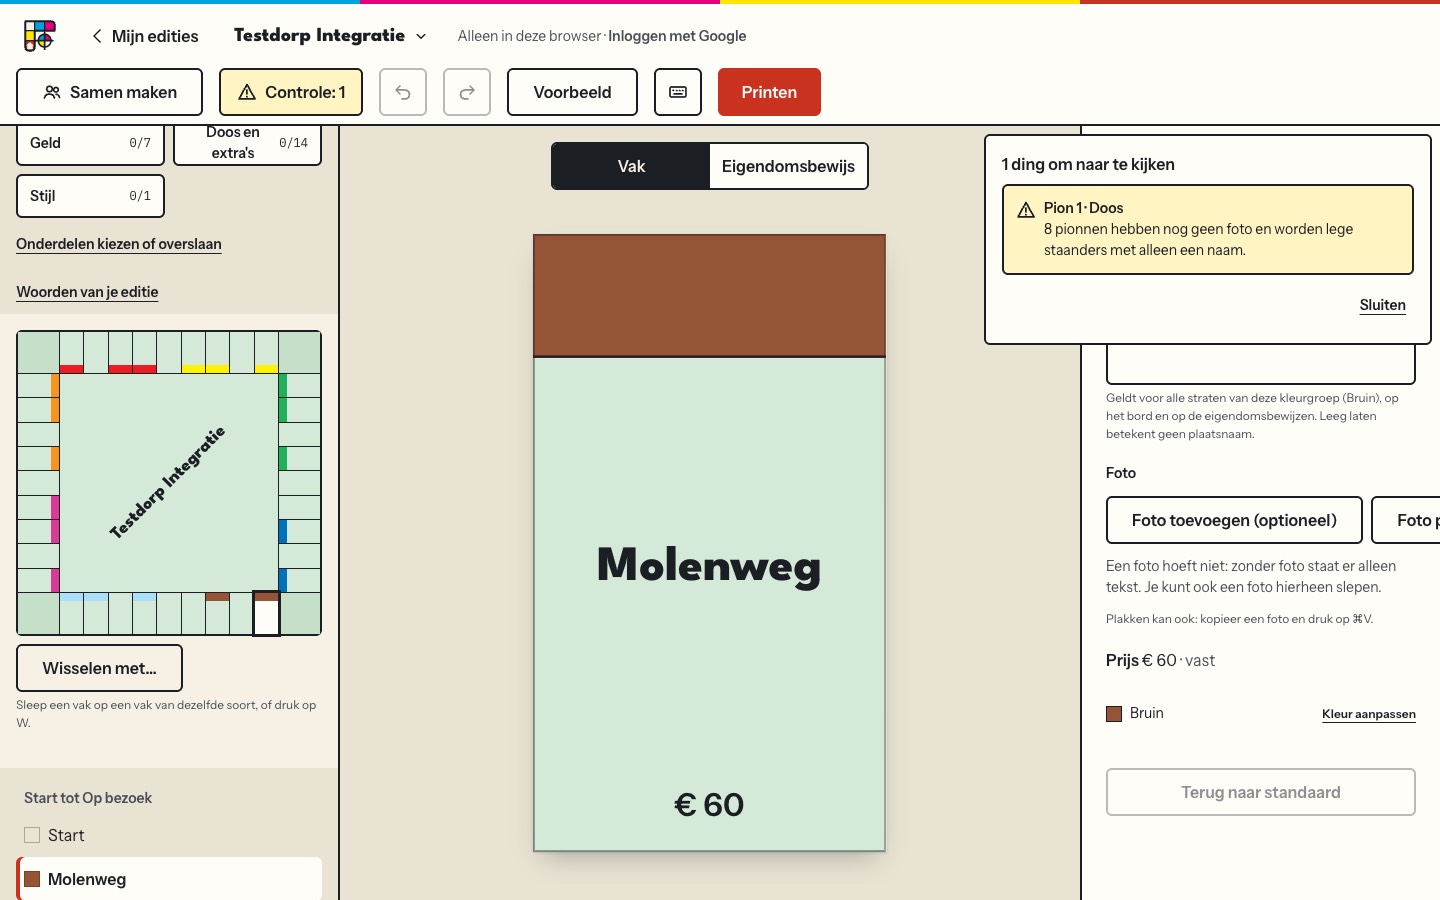 Mijn edities
Testdorp Integratie
Alleen in deze browser · Inloggen met Google
Samen maken
Controle: 1
Voorbeeld
Printen
Geld 0/7
Doos en extra's 0/14
Stijl 0/1
Onderdelen kiezen of overslaan
Woorden van je editie
Testdorp Integratie
Wisselen met...
Sleep een vak op een vak van dezelfde soort, of druk op
W.
Start tot Op bezoek
Start
Molenweg
Vak
Eigendomsbewijs
Molenweg
€ 60
1 ding om naar te kijken
Pion 1 · Doos
8 pionnen hebben nog geen foto en worden lege
staanders met alleen een naam.
Sluiten
Geldt voor alle straten van deze kleurgroep (Bruin), op
het bord en op de eigendomsbewijzen. Leeg laten
betekent geen plaatsnaam.
Foto
Foto toevoegen (optioneel)
Foto
Een foto hoeft niet: zonder foto staat er alleen
tekst. Je kunt ook een foto hierheen slepen.
Plakken kan ook: kopieer een foto en druk op ⌘V.
Prijs € 60 · vast
Bruin
Kleur aanpassen
Terug naar standaard